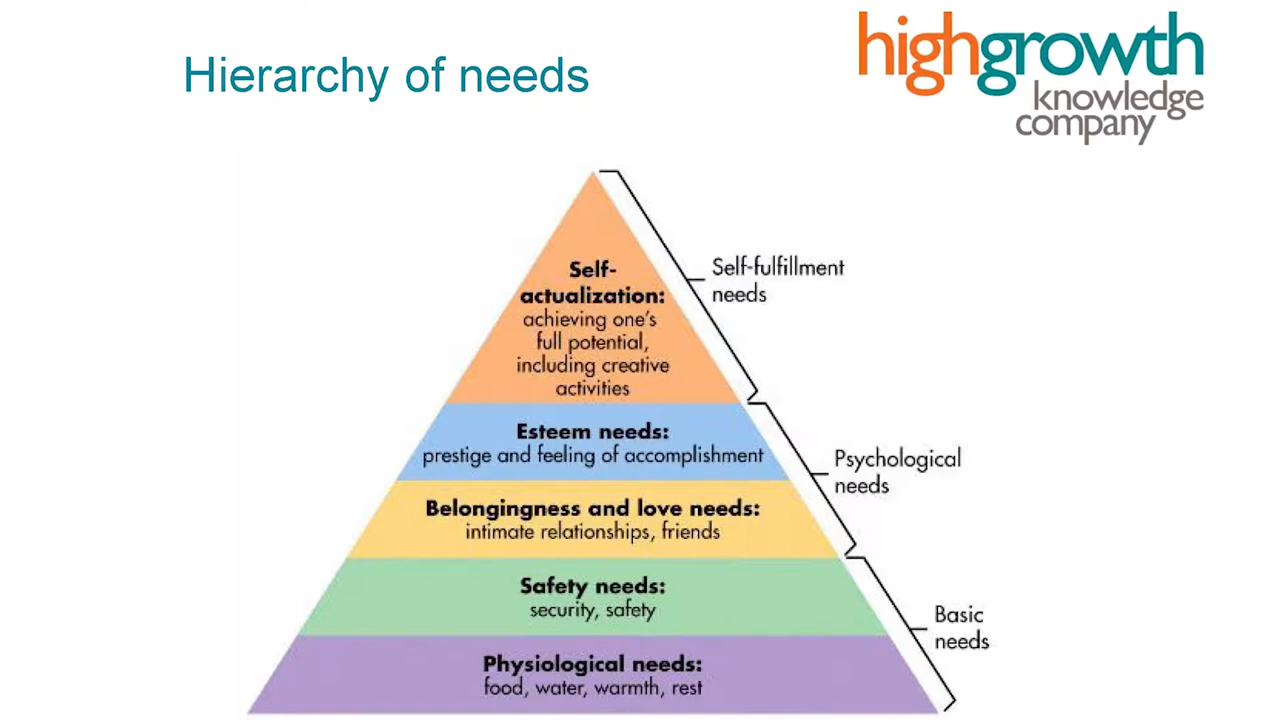 Hierarchy of needs
highgrowth
knowledge
company
Self-
actualization:
achieving one's
full potential,
including creative
activities
Self-fulfillment
needs
Esteem needs:
prestige and feeling of accomplishment
Psychological
needs
Belongingness and love needs:
intimate relationships, friends
Safety needs:
security, safety
Basic
needs
Physiological needs:
food, water, warmth, rest